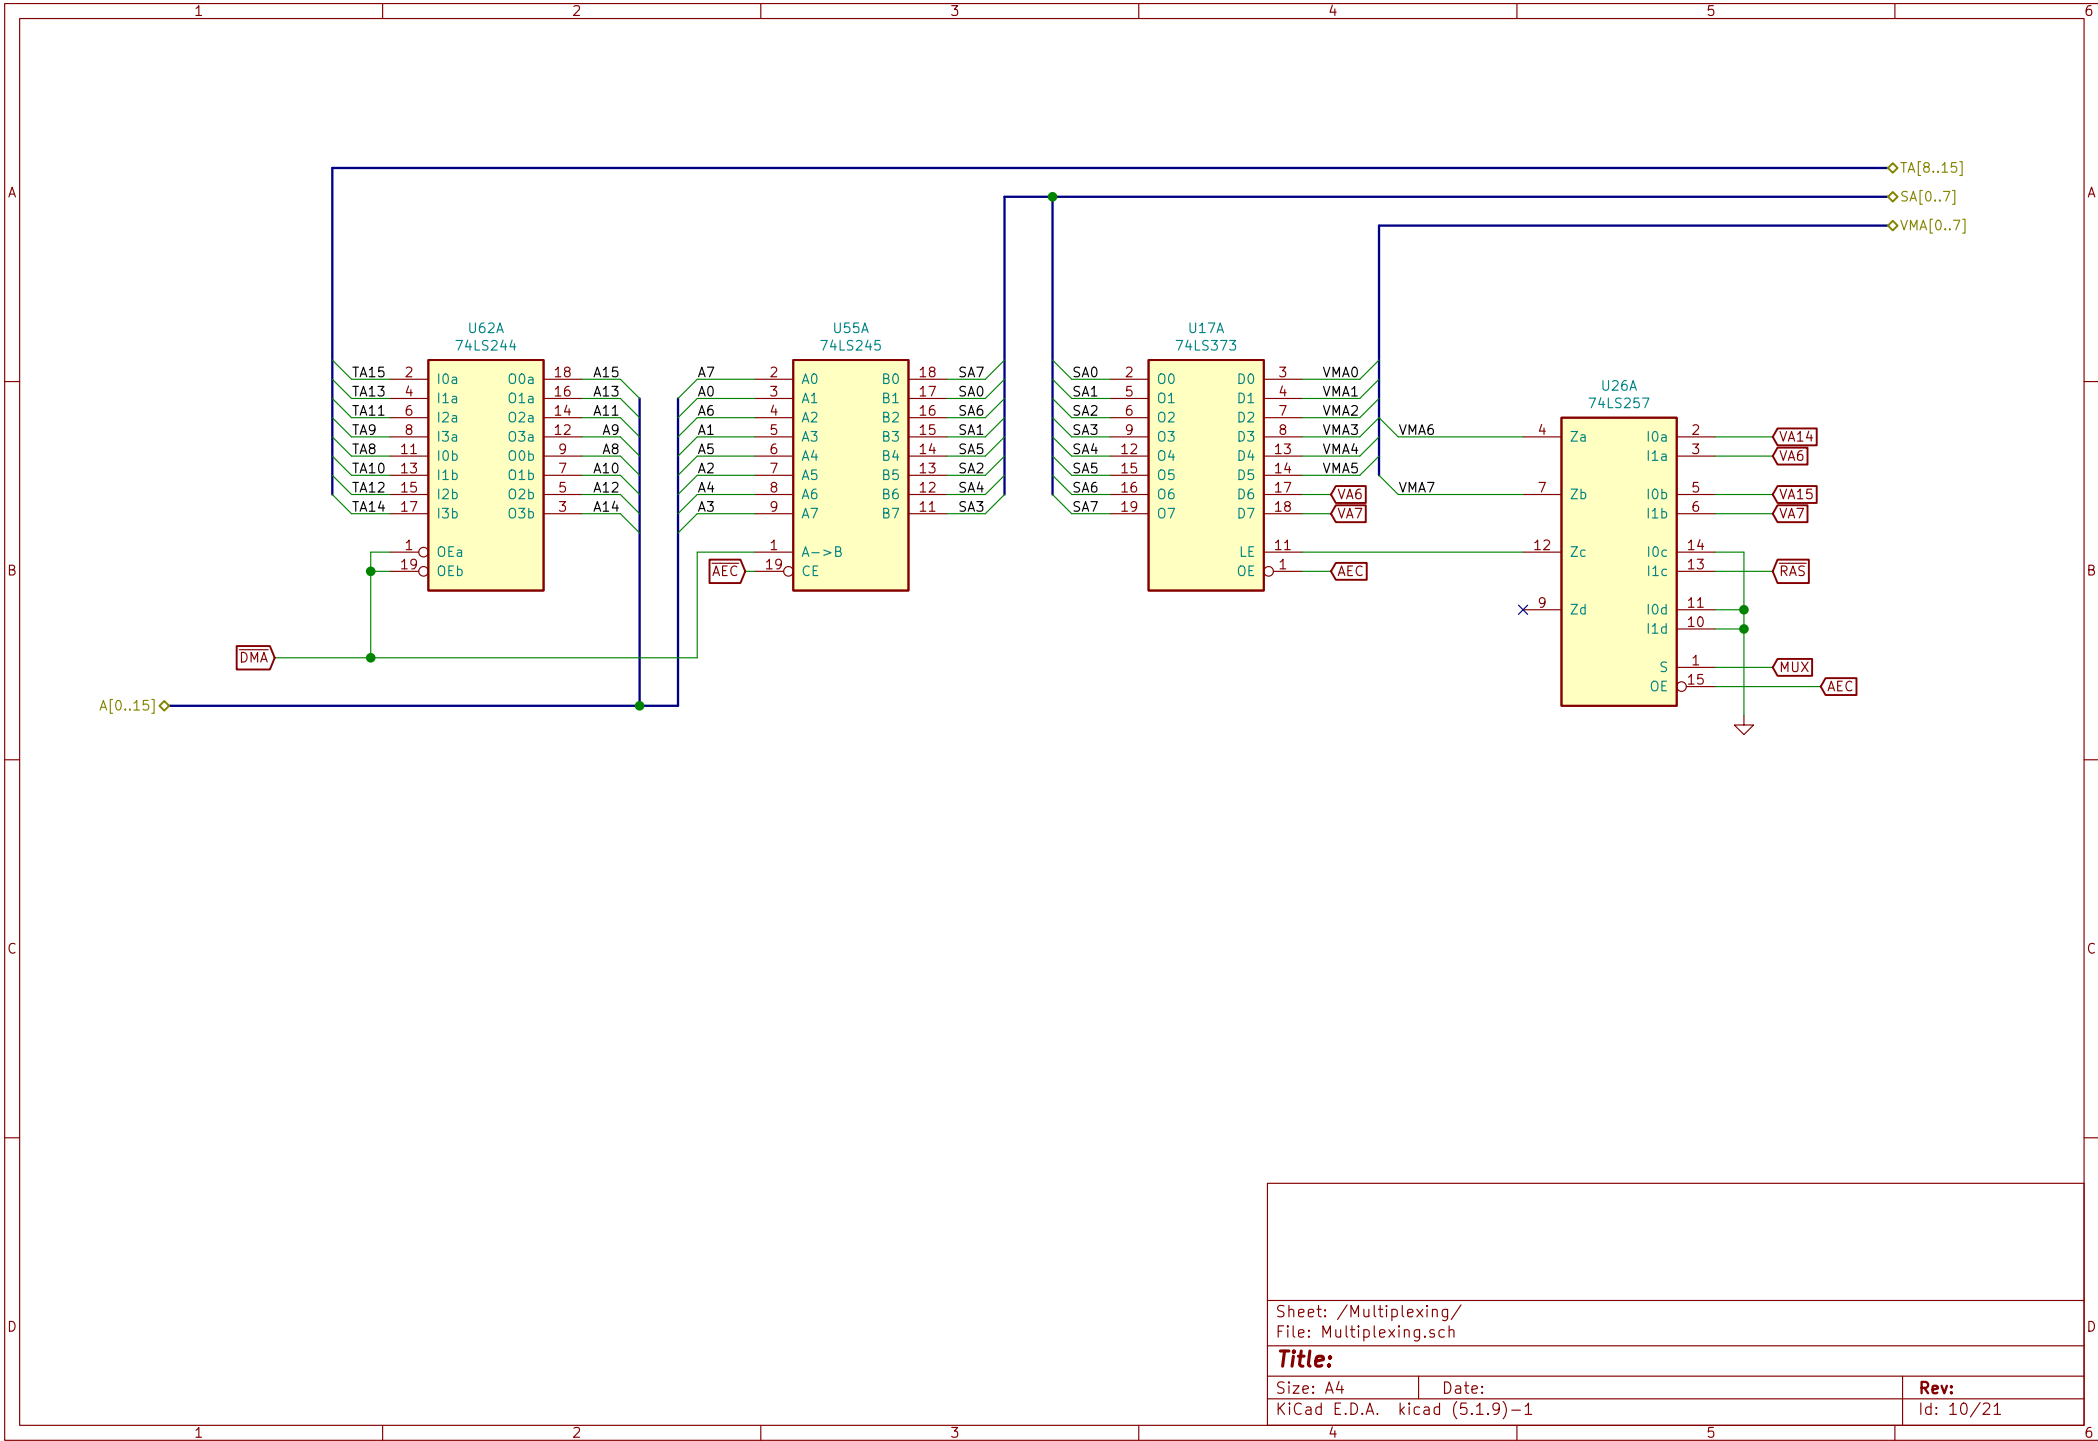 1 2 3 4 5 6
TA[8..15]
A A
SA[0..7]
VMA[0..7]
U62A U55A U17A
74LS244 74LS245 74LS373
U26A
74LS257
TA15 2 I0a O0a 18 A15
TA13 4 I1a O1a 16 A13
TA11 6 I2a O2a 14 A11
TA9 8 I3a O3a 12 A9
TA8 11 I0b O0b 9 A8
TA10 13 I1b O1b 7 A10
TA12 15 I2b O2b 5 A12
TA14 17 I3b O3b 3 A14
1 OEa
19 OEb
A7 2 A0 B0 18 SA7
A0 3 A1 B1 17 SA0
A6 4 A2 B2 16 SA6
A1 5 A3 B3 15 SA1
A5 6 A4 B4 14 SA5
A2 7 A5 B5 13 SA2
A4 8 A6 B6 12 SA4
A3 9 A7 B7 11 SA3
1 A->B
AEC 19 CE
SA0 2 O0 D0 3 VMA0
SA1 5 O1 D1 4 VMA1
SA2 6 O2 D2 7 VMA2
SA3 9 O3 D3 8 VMA3
SA4 12 O4 D4 13 VMA4
SA5 15 O5 D5 14 VMA5
SA6 16 O6 D6 17 VA6
SA7 19 O7 D7 18 VA7
LE 11
OE 1 AEC
VMA6 4 Za I0a 2 VA14
I1a 3 VA6
VMA7 7 Zb I0b 5 VA15
I1b 6 VA7
12 Zc I0c 14
I1c 13 RAS
9 Zd I0d 11
I1d 10
S 1 MUX
OE 15 AEC
B B
DMA
A[0..15]
C C
D D
Sheet: /Multiplexing/
File: Multiplexing.sch
Title:
Size: A4 Date: Rev:
KiCad E.D.A. kicad (5.1.9)-1 Id: 10/21
1 2 3 4 5 6